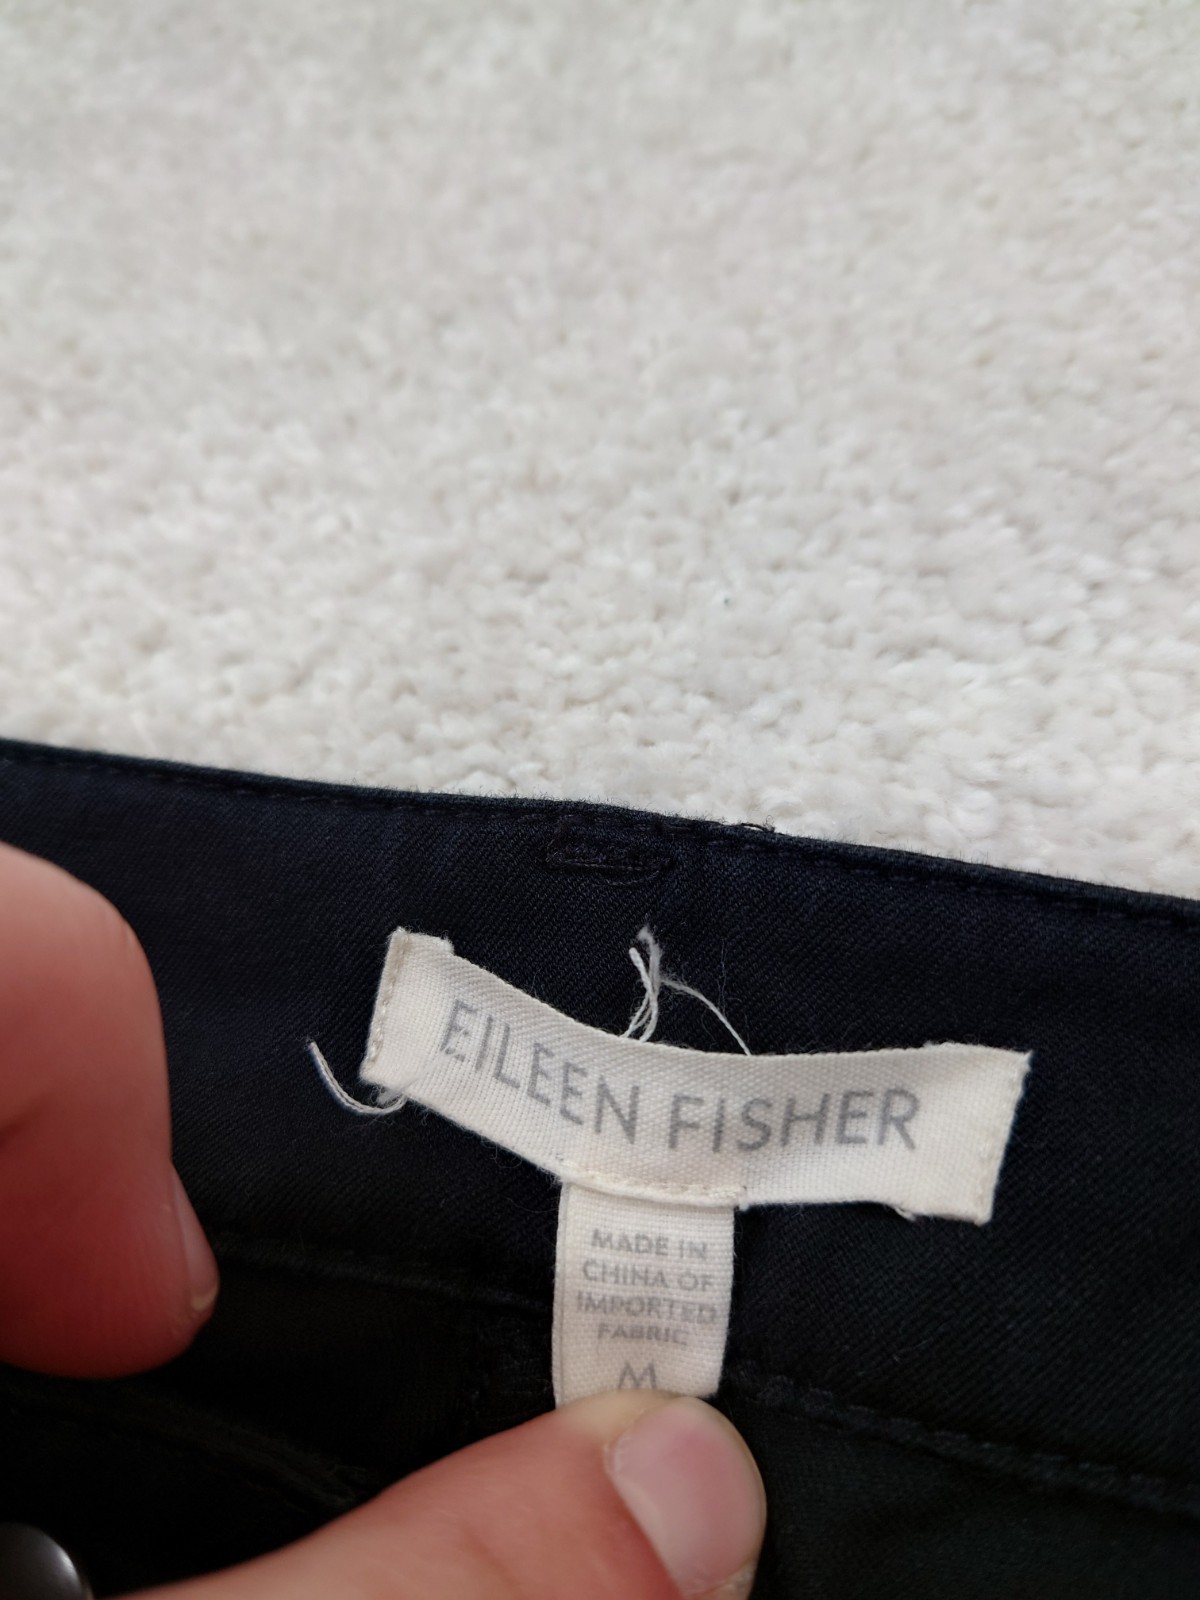 EILEEN FISHER
MADE IN
CHINA OF
IMPORTED
FABRIC
M